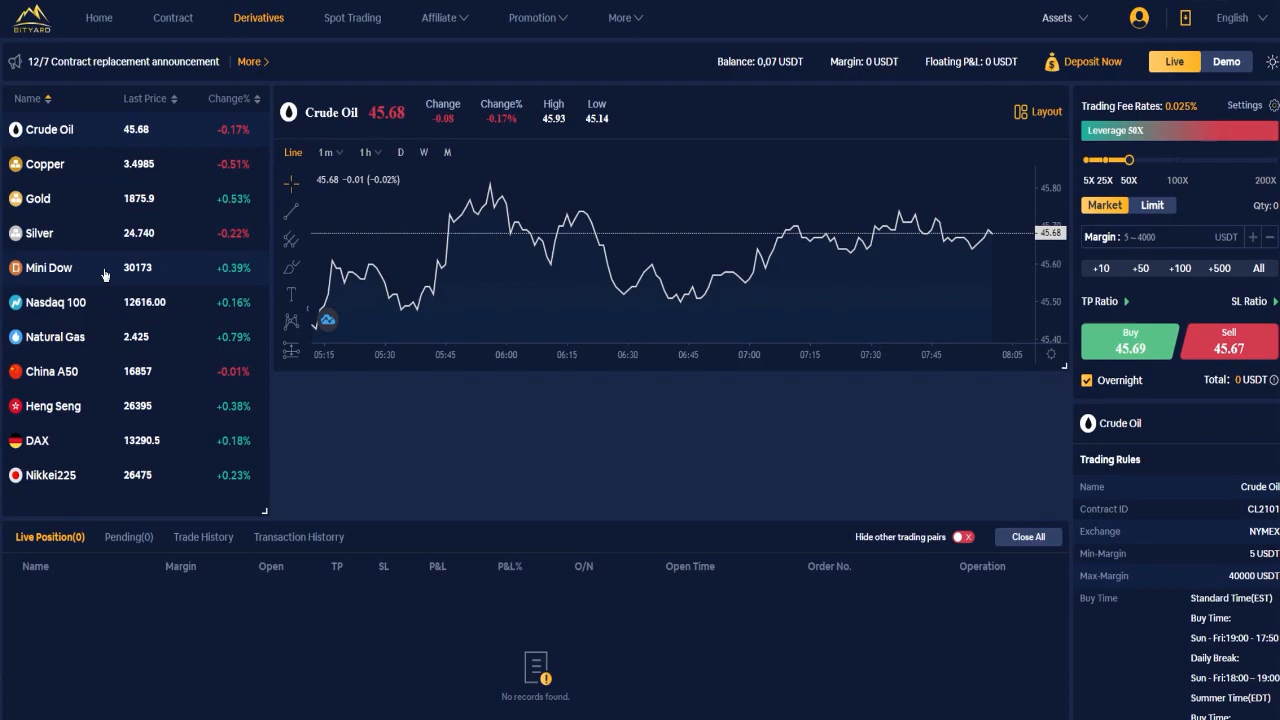 BITYARD
Home Contract Derivatives Spot Trading Affiliate Promotion More Assets English
12/7 Contract replacement announcement More > Balance: 0,07 USDT Margin: 0 USDT Floating P&L: 0 USDT Deposit Now Live Demo
Name Last Price Change%
Crude Oil 45.68 -0.17%
Copper 3.4985 -0.51%
Gold 1875.9 +0.53%
Silver 24.740 -0.22%
Mini Dow 30173 +0.39%
Nasdaq 100 12616.00 +0.16%
Natural Gas 2.425 +0.79%
China A50 16857 -0.01%
Heng Seng 26395 +0.38%
DAX 13290.5 +0.18%
Nikkei225 26475 +0.23%
Crude Oil 45.68
Change Change% High Low
-0.08 -0.17% 45.93 45.14
Layout
Line 1m 1h D W M
45.68 -0.01 (-0.02%)
T
45.80
45.70
45.68
45.60
45.50
45.40
05:15 05:30 05:45 06:00 06:15 06:30 06:45 07:00 07:15 07:30 07:45 08:05
Trading Fee Rates: 0.025% Settings
Leverage 50X
5X 25X 50X 100X 200X
Market Limit Qty: 0
Margin: 5 ~ 4000 USDT + −
+10 +50 +100 +500 All
TP Ratio SL Ratio
Buy Sell
45.69 45.67
Overnight Total: 0 USDT
Crude Oil
Trading Rules
Name Crude Oil
Contract ID CL2101
Exchange NYMEX
Min-Margin 5 USDT
Max-Margin 40000 USDT
Buy Time Standard Time(EST)
Buy Time:
Sun - Fri:19:00 - 17:50
Daily Break:
Sun - Fri:18:00 – 19:00
Summer Time(EDT)
Buy Time:
Live Position(0) Pending(0) Trade History Transaction Historry Hide other trading pairs X Close All
Name Margin Open TP SL P&L P&L% O/N Open Time Order No. Operation
No records found.